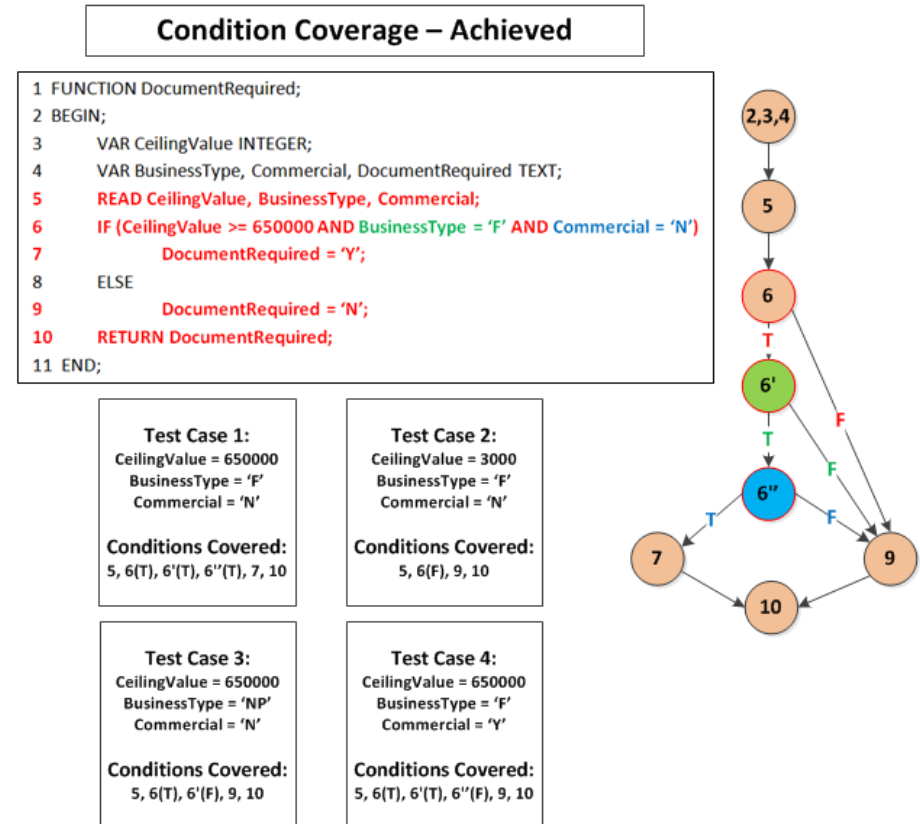 Condition Coverage – Achieved
1 FUNCTION DocumentRequired;
2 BEGIN;
3 VAR CeilingValue INTEGER;
4 VAR BusinessType, Commercial, DocumentRequired TEXT;
5 READ CeilingValue, BusinessType, Commercial;
6 IF (CeilingValue >= 650000 AND BusinessType = ‘F’ AND Commercial = ‘N’)
7 DocumentRequired = ‘Y’;
8 ELSE
9 DocumentRequired = ‘N’;
10 RETURN DocumentRequired;
11 END;
Test Case 1:
CeilingValue = 650000
BusinessType = ‘F’
Commercial = ‘N’
Conditions Covered:
5, 6(T), 6'(T), 6''(T), 7, 10
Test Case 2:
CeilingValue = 3000
BusinessType = ‘F’
Commercial = ‘N’
Conditions Covered:
5, 6(F), 9, 10
Test Case 3:
CeilingValue = 650000
BusinessType = ‘NP’
Commercial = ‘N’
Conditions Covered:
5, 6(T), 6'(F), 9, 10
Test Case 4:
CeilingValue = 650000
BusinessType = ‘F’
Commercial = ‘Y’
Conditions Covered:
5, 6(T), 6'(T), 6''(F), 9, 10
2,3,4
5
6
T
6'
F
T
F
6''
T
F
7
9
10